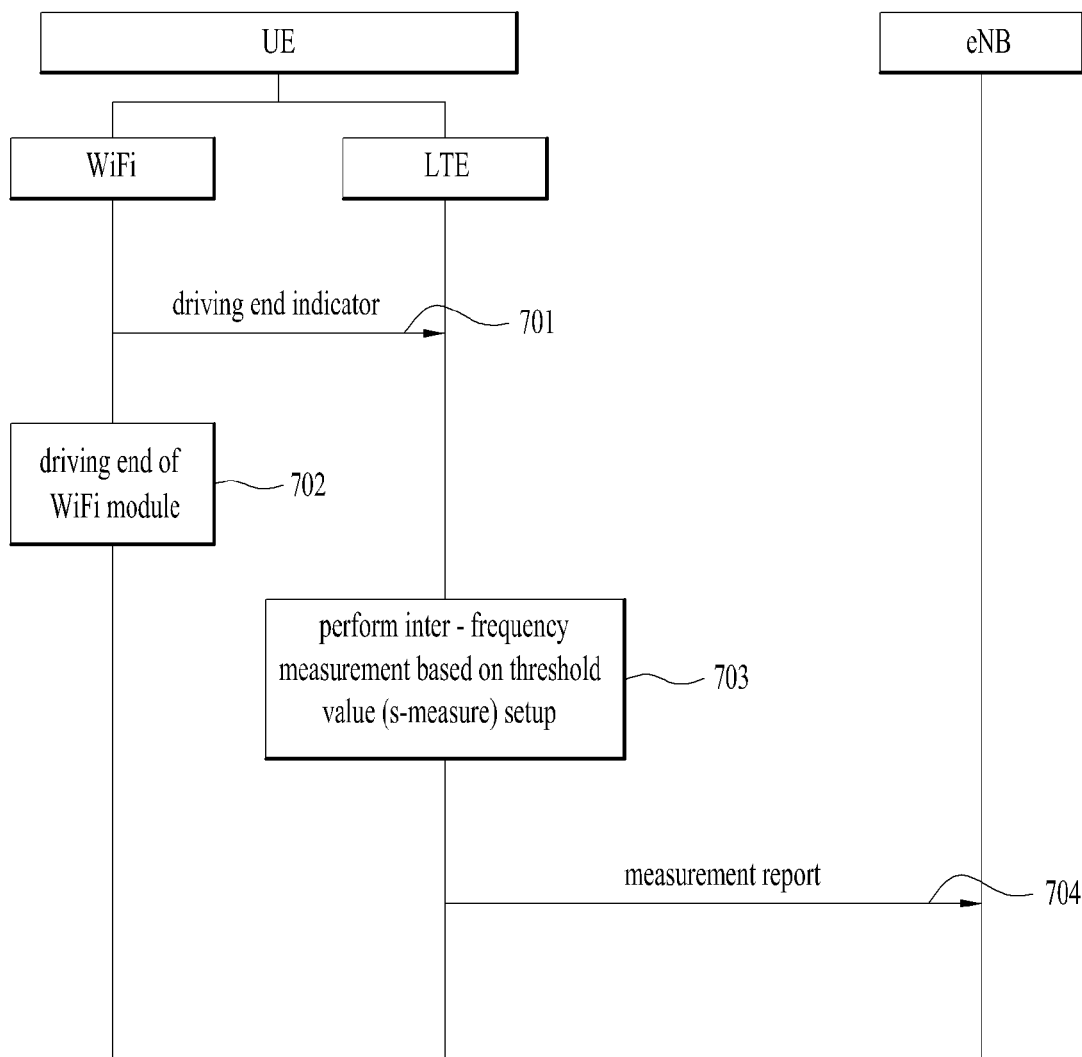 UE
eNB
WiFi
LTE
driving end indicator
701
driving end of
WiFi module
702
perform inter - frequency
measurement based on threshold
value (s-measure) setup
703
measurement report
704